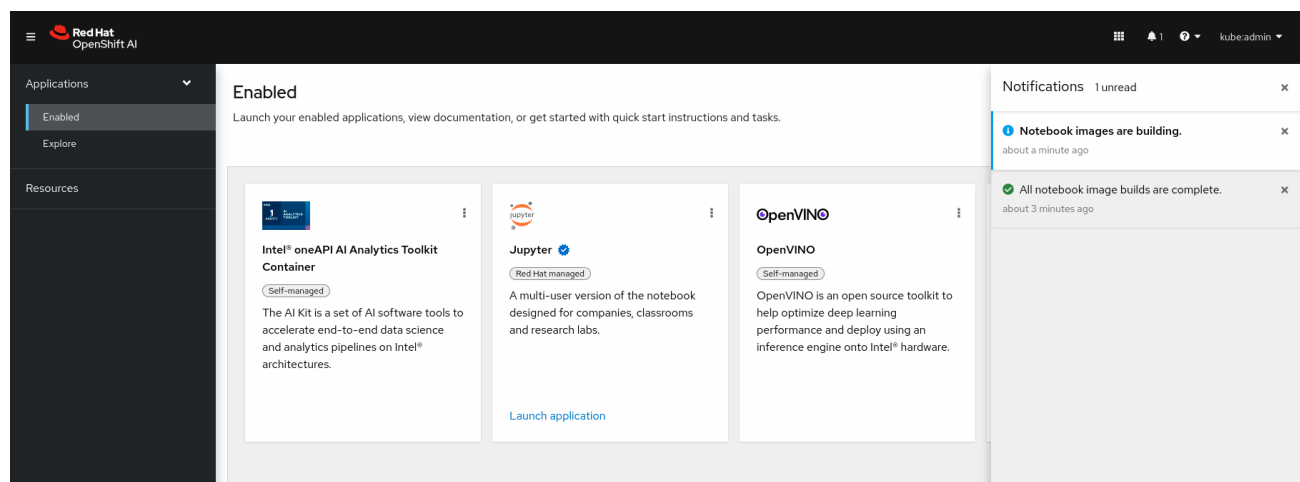 Red Hat
OpenShift AI
1
kube:admin
Applications
Enabled
Explore
Resources
Enabled
Launch your enabled applications, view documentation, or get started with quick start instructions and tasks.
Intel® oneAPI AI Analytics Toolkit
Container
Self-managed
The AI Kit is a set of AI software tools to
accelerate end-to-end data science
and analytics pipelines on Intel®
architectures.
jupyter
Jupyter
Red Hat managed
A multi-user version of the notebook
designed for companies, classrooms
and research labs.
Launch application
OpenVINO
OpenVINO
Self-managed
OpenVINO is an open source toolkit to
help optimize deep learning
performance and deploy using an
inference engine onto Intel® hardware.
Notifications 1 unread
Notebook images are building.
about a minute ago
All notebook image builds are complete.
about 3 minutes ago